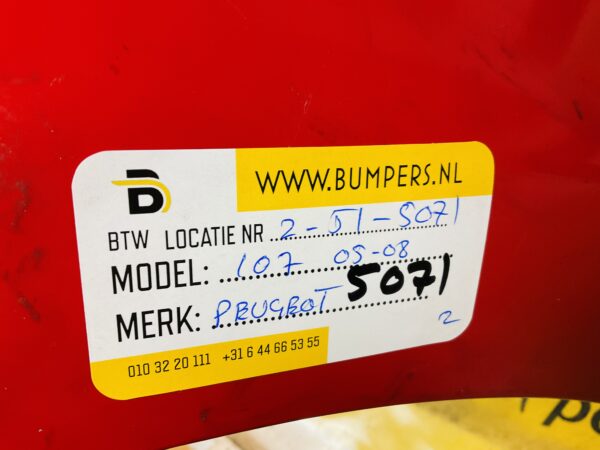 B
WWW.BUMPERS.NL
BTW LOCATIE NR 2-51-5071
MODEL: 107 05-08
MERK: PEUGEOT 5071
2
010 32 20 111 +31 6 44 66 53 55